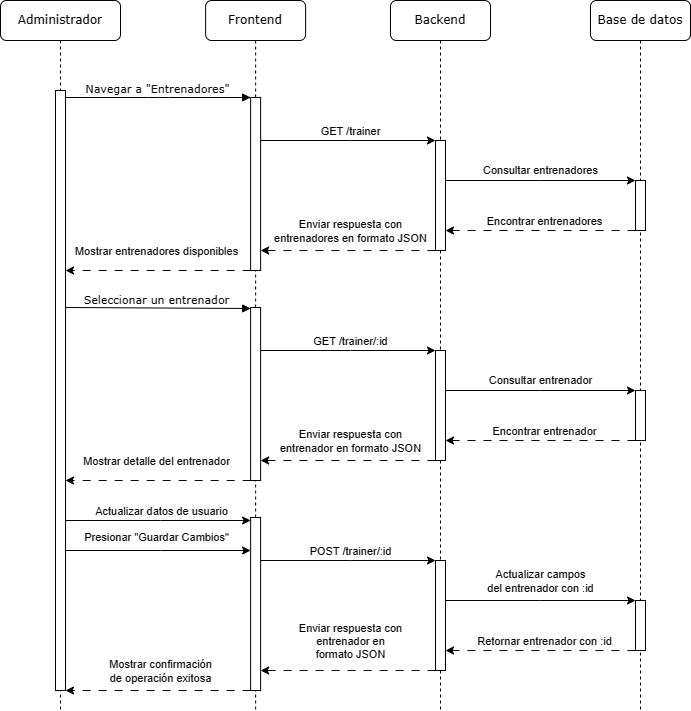 Administrador
Frontend
Backend
Base de datos
Navegar a "Entrenadores"
GET /trainer
Consultar entrenadores
Encontrar entrenadores
Enviar respuesta con
entrenadores en formato JSON
Mostrar entrenadores disponibles
Seleccionar un entrenador
GET /trainer/:id
Consultar entrenador
Encontrar entrenador
Enviar respuesta con
entrenador en formato JSON
Mostrar detalle del entrenador
Actualizar datos de usuario
Presionar "Guardar Cambios"
POST /trainer/:id
Actualizar campos
del entrenador con :id
Retornar entrenador con :id
Enviar respuesta con
entrenador en
formato JSON
Mostrar confirmación
de operación exitosa